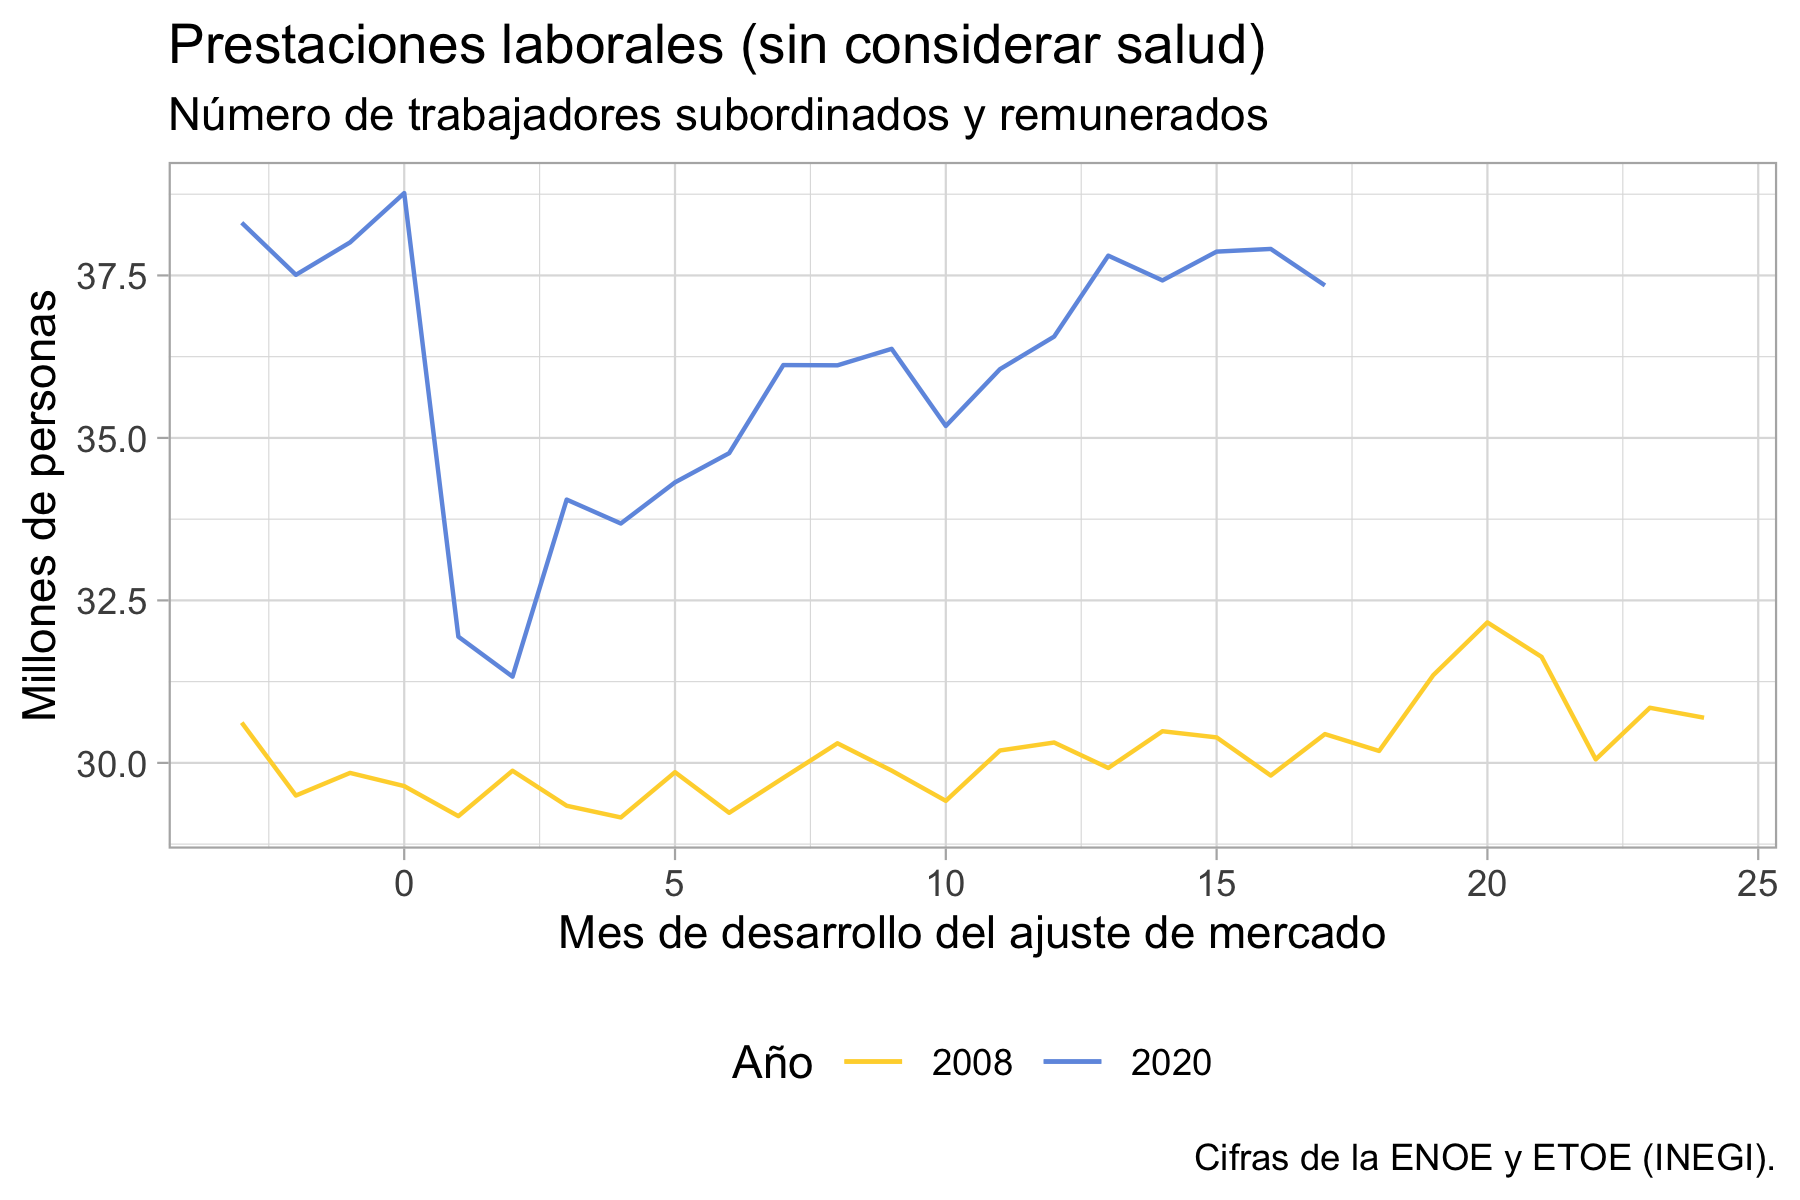 Prestaciones laborales (sin considerar salud)
Número de trabajadores subordinados y remunerados
Millones de personas
37.5
35.0
32.5
30.0
0 5 10 15 20 25
Mes de desarrollo del ajuste de mercado
Año 2008 2020
Cifras de la ENOE y ETOE (INEGI).